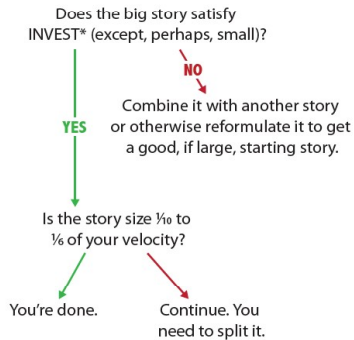 Does the big story satisfy
INVEST* (except, perhaps, small)?
NO
Combine it with another story
YES
or otherwise reformulate it to get
a good, if large, starting story.
Is the story size ⅒ to
⅙ of your velocity?
You're done.
Continue. You
need to split it.